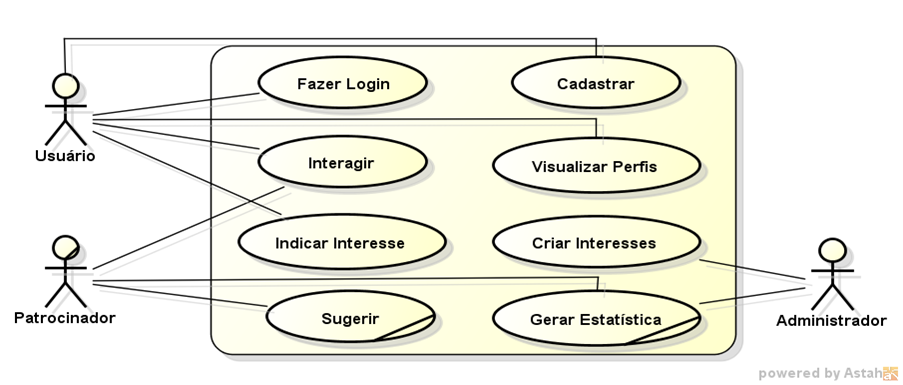 Fazer Login
Cadastrar
Usuário
Interagir
Visualizar Perfis
Indicar Interesse
Criar Interesses
Patrocinador
Sugerir
Gerar Estatística
Administrador
powered by Astah